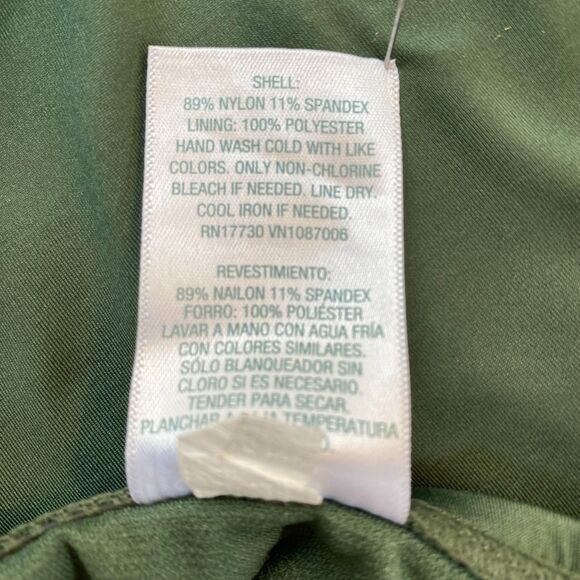 SHELL:
89% NYLON 11% SPANDEX
LINING: 100% POLYESTER
HAND WASH COLD WITH LIKE
COLORS. ONLY NON-CHLORINE
BLEACH IF NEEDED. LINE DRY.
COOL IRON IF NEEDED.
RN17730 VN1087006
REVESTIMIENTO:
89% NAILON 11% SPANDEX
FORRO: 100% POLIÉSTER
LAVAR A MANO CON AGUA FRÍA
CON COLORES SIMILARES.
SÓLO BLANQUEADOR SIN
CLORO SI ES NECESARIO.
TENDER PARA SECAR.
PLANCHAR A BAJA TEMPERATURA